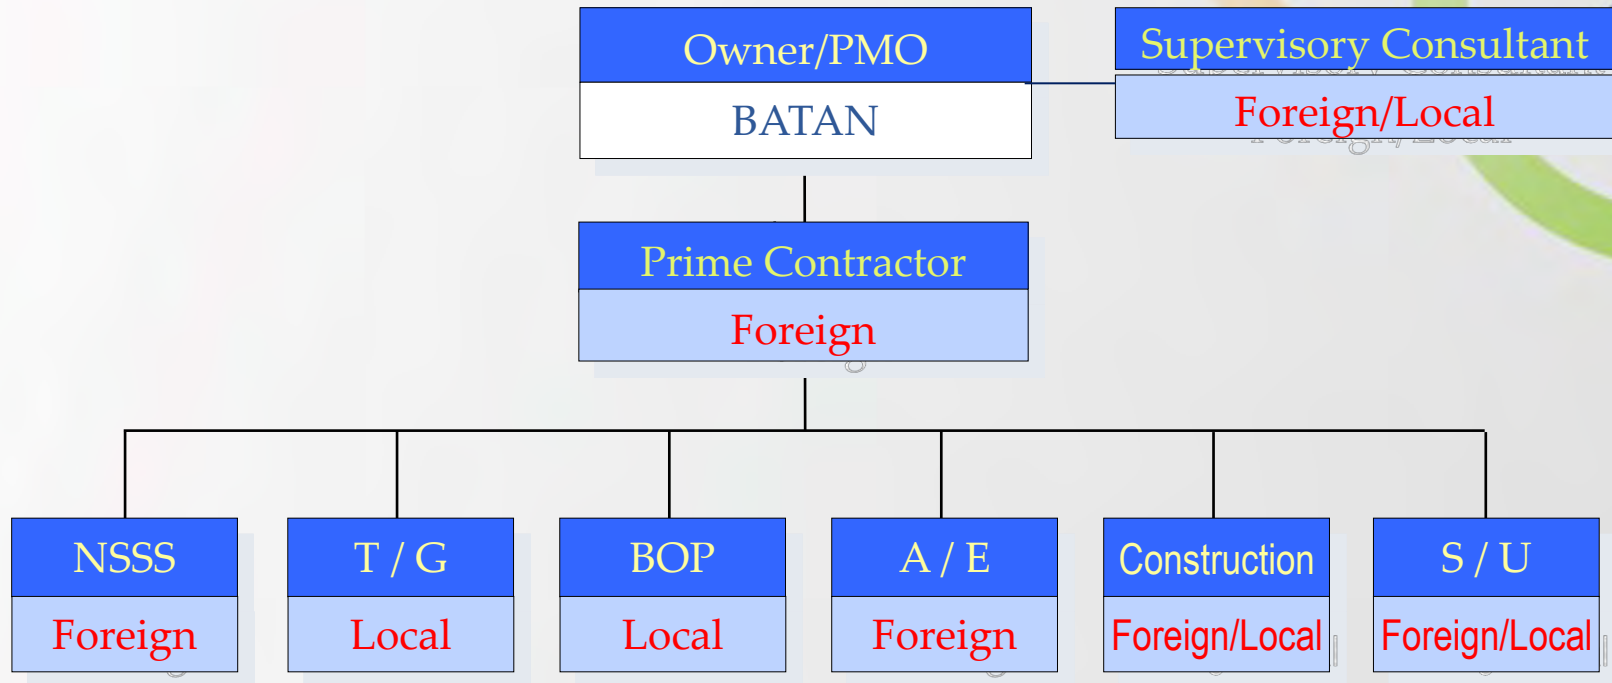 Owner/PMO
BATAN
Supervisory Consultant
Foreign/Local
Prime Contractor
Foreign
NSSS
Foreign
T / G
Local
BOP
Local
A / E
Foreign
Construction
Foreign/Local
S / U
Foreign/Local